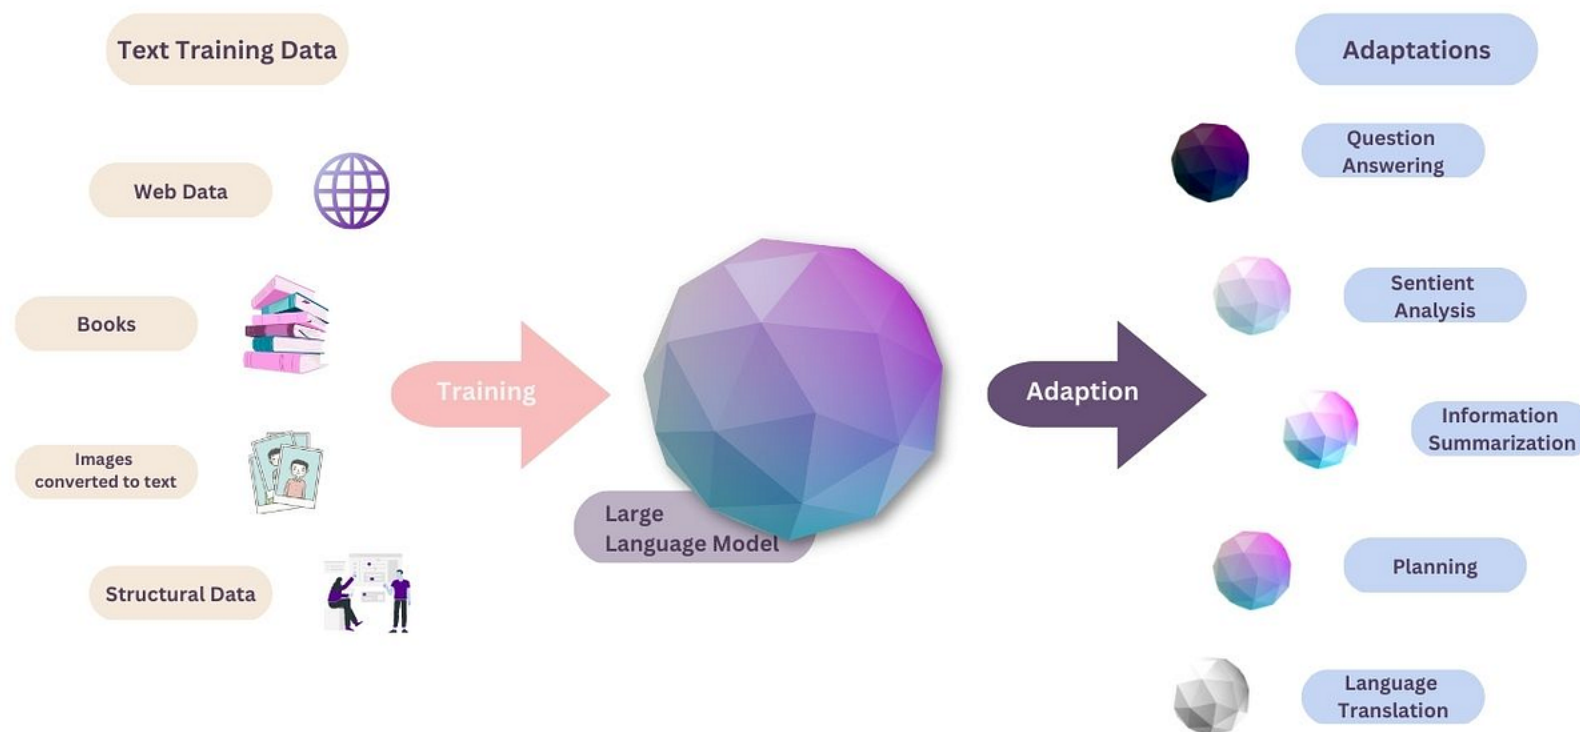 Text Training Data
Web Data
Books
Images
converted to text
Structural Data
Training
Large
Language Model
Adaption
Adaptations
Question
Answering
Sentient
Analysis
Information
Summarization
Planning
Language
Translation